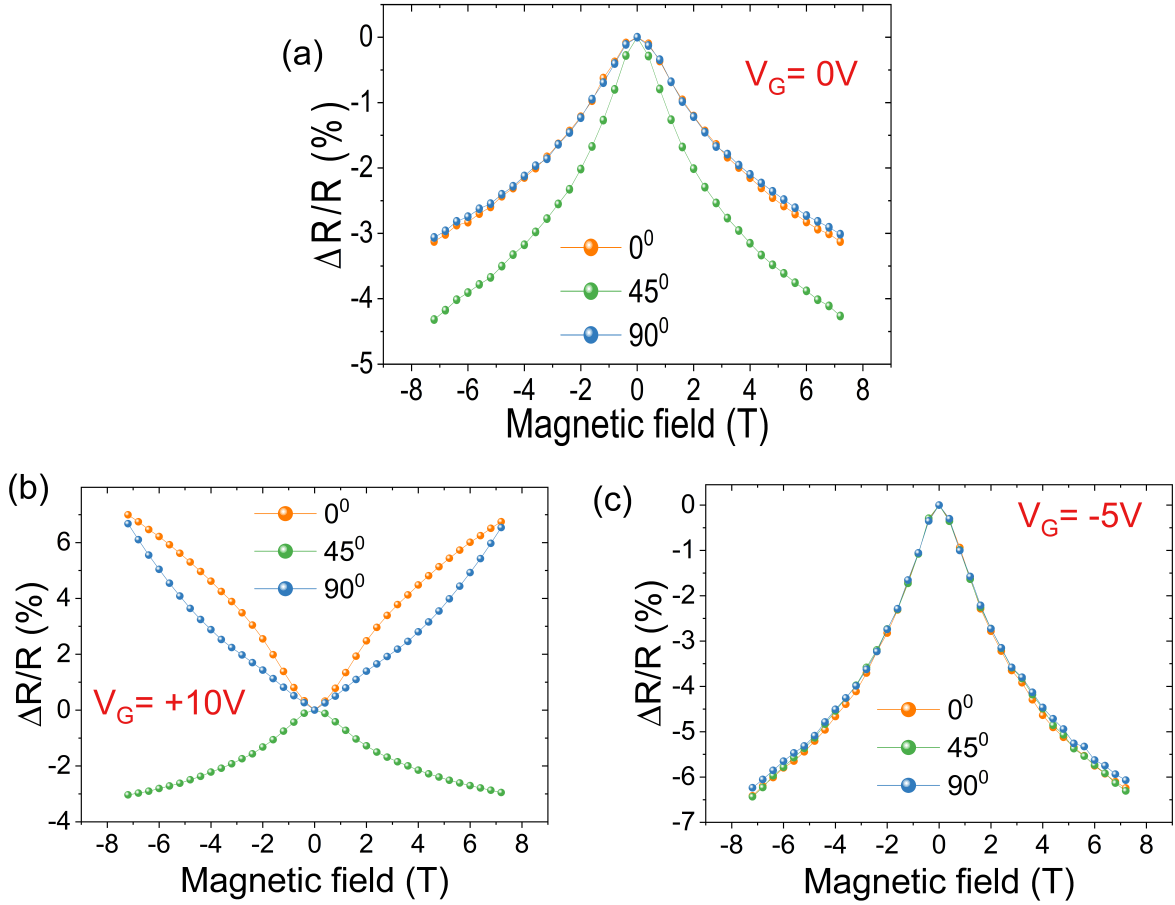 (a)
V_G= 0V
ΔR/R (%)
0
-1
-2
-3
-4
-5
0⁰
45⁰
90⁰
-8 -6 -4 -2 0 2 4 6 8
Magnetic field (T)
(b)
V_G= +10V
ΔR/R (%)
6
4
2
0
-2
-4
0⁰
45⁰
90⁰
-8 -6 -4 -2 0 2 4 6 8
Magnetic field (T)
(c)
V_G= -5V
ΔR/R (%)
0
-1
-2
-3
-4
-5
-6
-7
0⁰
45⁰
90⁰
-8 -6 -4 -2 0 2 4 6 8
Magnetic field (T)